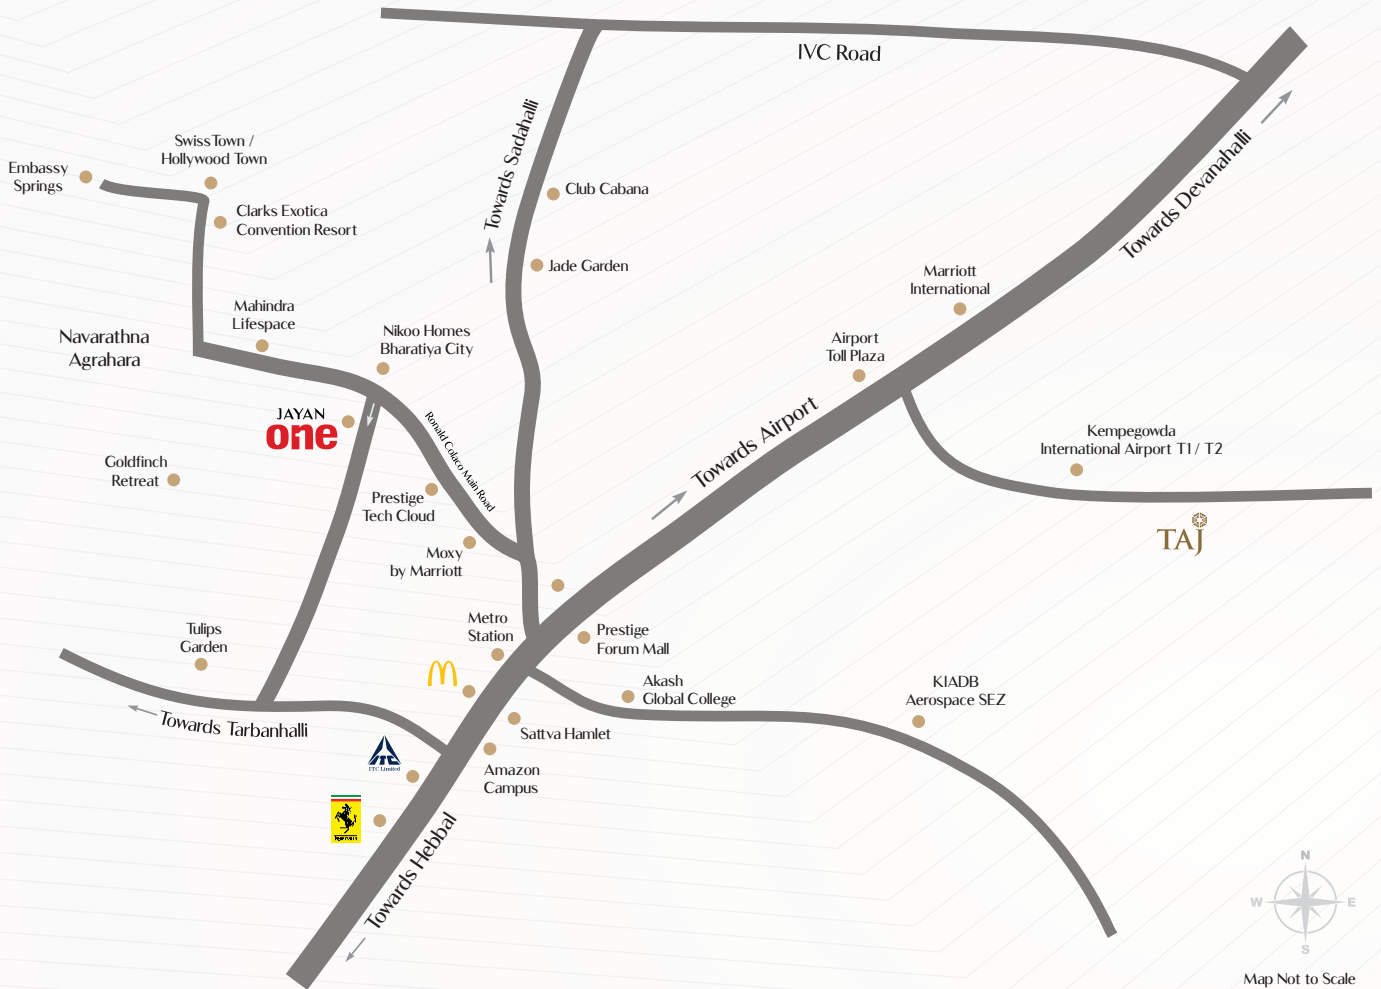 IVC Road
Towards Sadahalli
Towards Devanahalli
Swiss Town /
Hollywood Town
Embassy
Springs
Clarks Exotica
Convention Resort
Club Cabana
Jade Garden
Marriott
International
Mahindra
Lifespace
Navarathna
Agrahara
Nikoo Homes
Bharatiya City
Airport
Toll Plaza
JAYAN
one
Ronald Colaco Main Road
Towards Airport
Kempegowda
International Airport T1 / T2
Goldfinch
Retreat
Prestige
Tech Cloud
TAJ
Moxy
by Marriott
Metro
Station
Prestige
Forum Mall
Tulips
Garden
Akash
Global College
KIADB
Aerospace SEZ
Towards Tarbanhalli
Sattva Hamlet
ITC Limited
Amazon
Campus
Towards Hebbal
N
W
E
S
Map Not to Scale